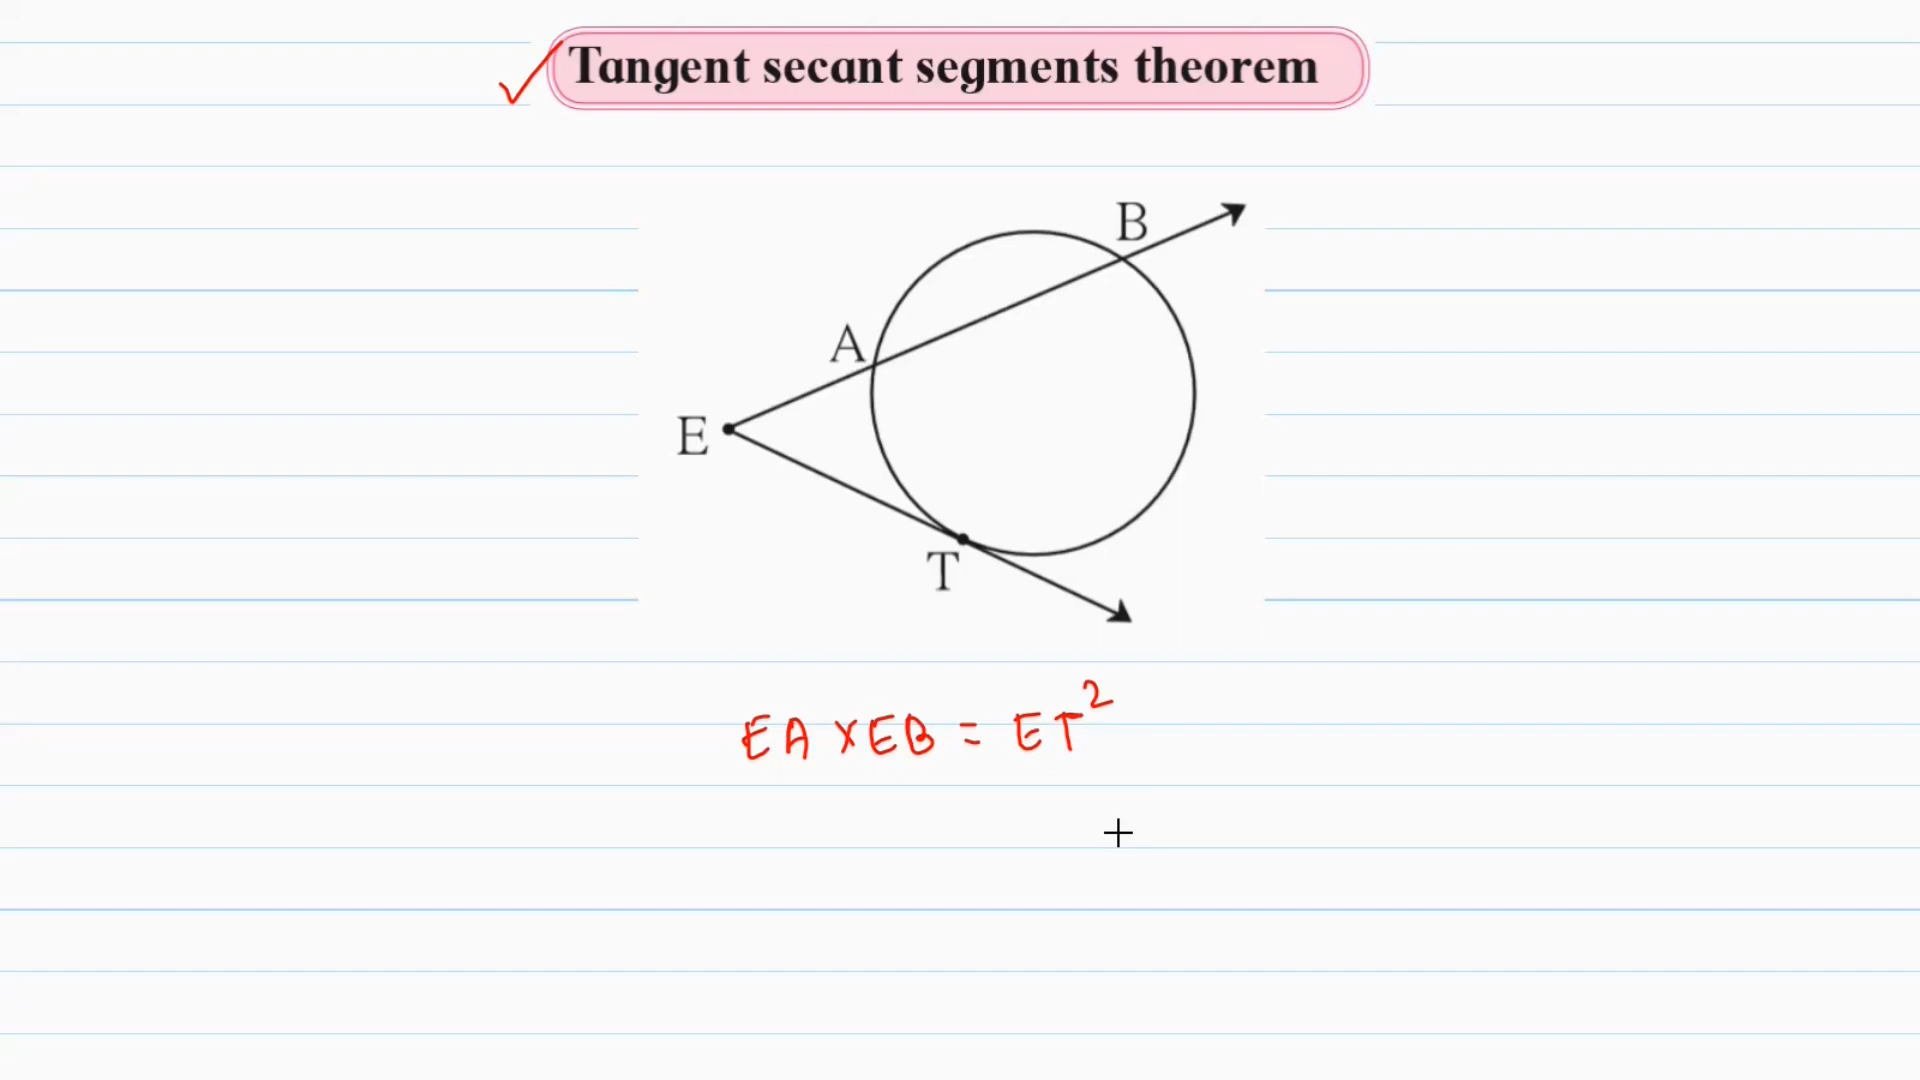 Tangent secant segments theorem
B
A
E
T
EA × EB = ET²